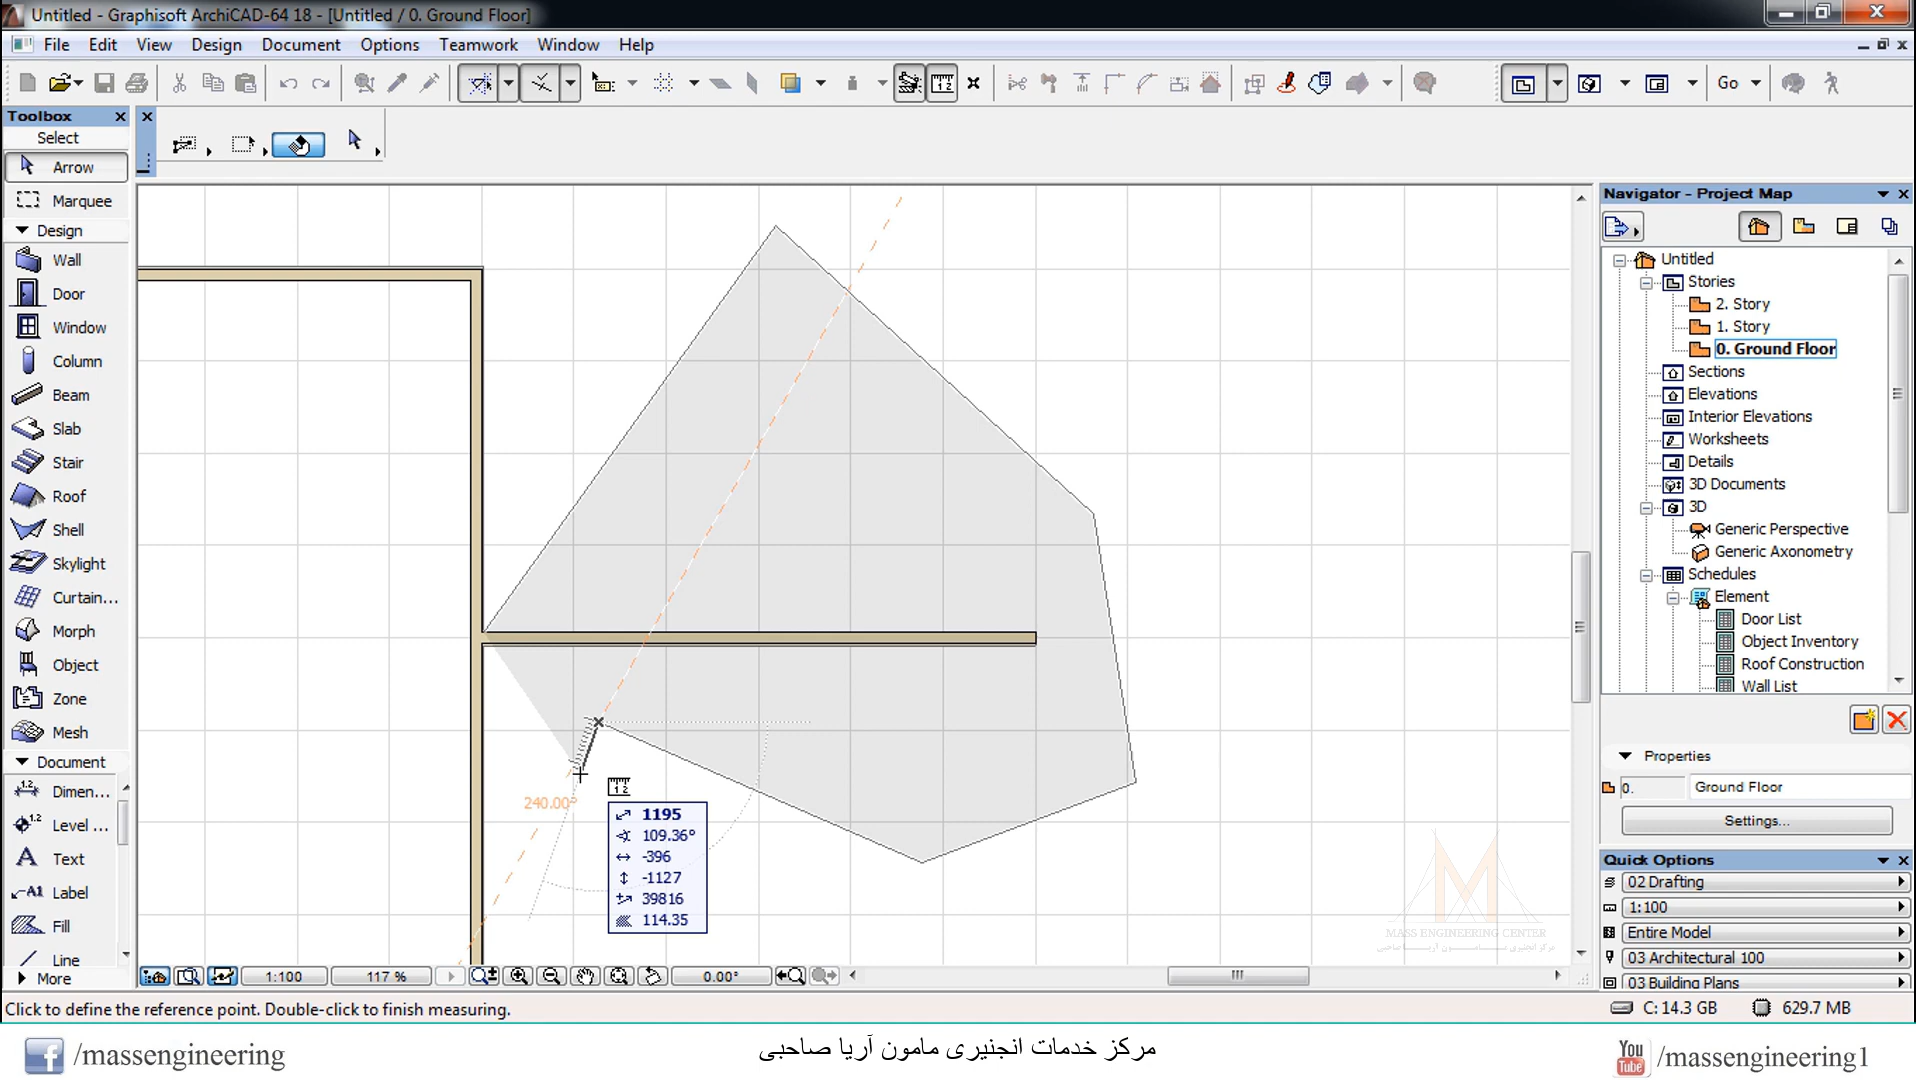 Untitled - Graphisoft ArchiCAD-64 18 - [Untitled / 0. Ground Floor]
File Edit View Design Document Options Teamwork Window Help
Go
Toolbox
Select
Arrow
Marquee
Design
Wall
Door
Window
Column
Beam
Slab
Stair
Roof
Shell
Skylight
Curtain...
Morph
Object
Zone
Mesh
Document
Dimen...
Level ...
Text
Label
Fill
Line
More
240.00°
1195
109.36°
-396
-1127
39816
114.35
MASS ENGINEERING CENTER
1:100
117 %
0.00°
Navigator - Project Map
Untitled
Stories
2. Story
1. Story
0. Ground Floor
Sections
Elevations
Interior Elevations
Worksheets
Details
3D Documents
3D
Generic Perspective
Generic Axonometry
Schedules
Element
Door List
Object Inventory
Roof Construction
Wall List
Properties
0. Ground Floor
Settings...
Quick Options
02 Drafting
1:100
Entire Model
03 Architectural 100
03 Building Plans
Click to define the reference point. Double-click to finish measuring.
C: 14.3 GB 629.7 MB
/massengineering
مرکز خدمات انجنیری مامون آریا صاحبی
You Tube /massengineering1